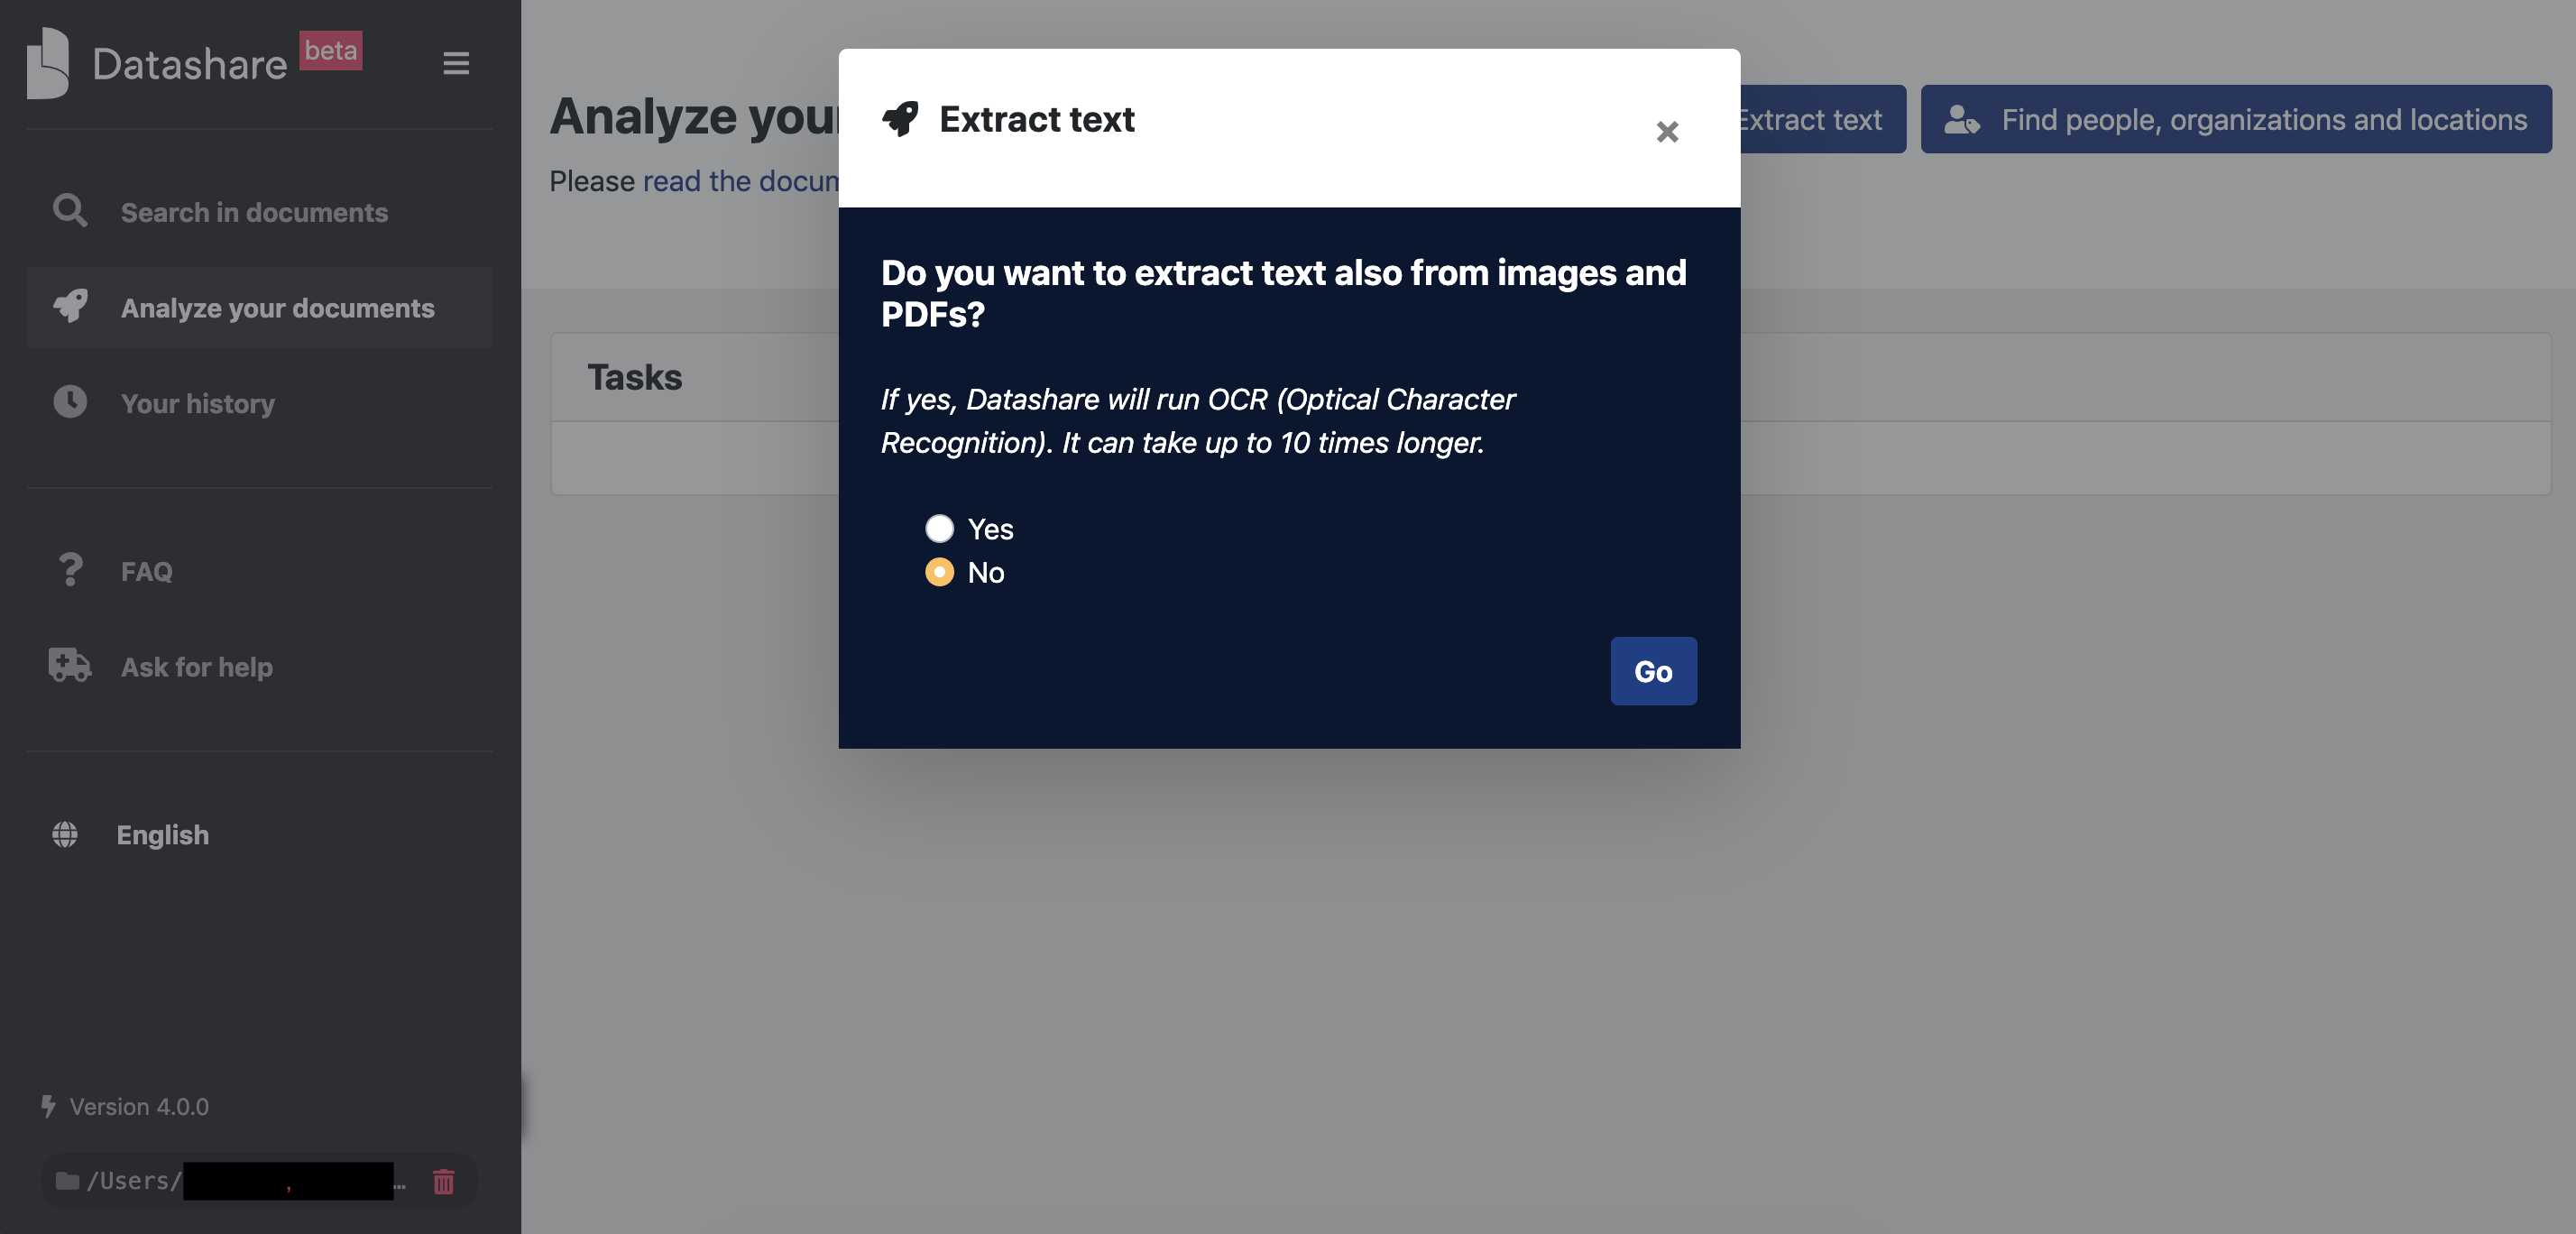 Datashare beta
Search in documents
Analyze your documents
Your history
FAQ
Ask for help
English
Version 4.0.0
/Users/
...
Analyze your
Please read the docum
Extract text
Find people, organizations and locations
Tasks
Extract text
×
Do you want to extract text also from images and
PDFs?
If yes, Datashare will run OCR (Optical Character
Recognition). It can take up to 10 times longer.
Yes
No
Go